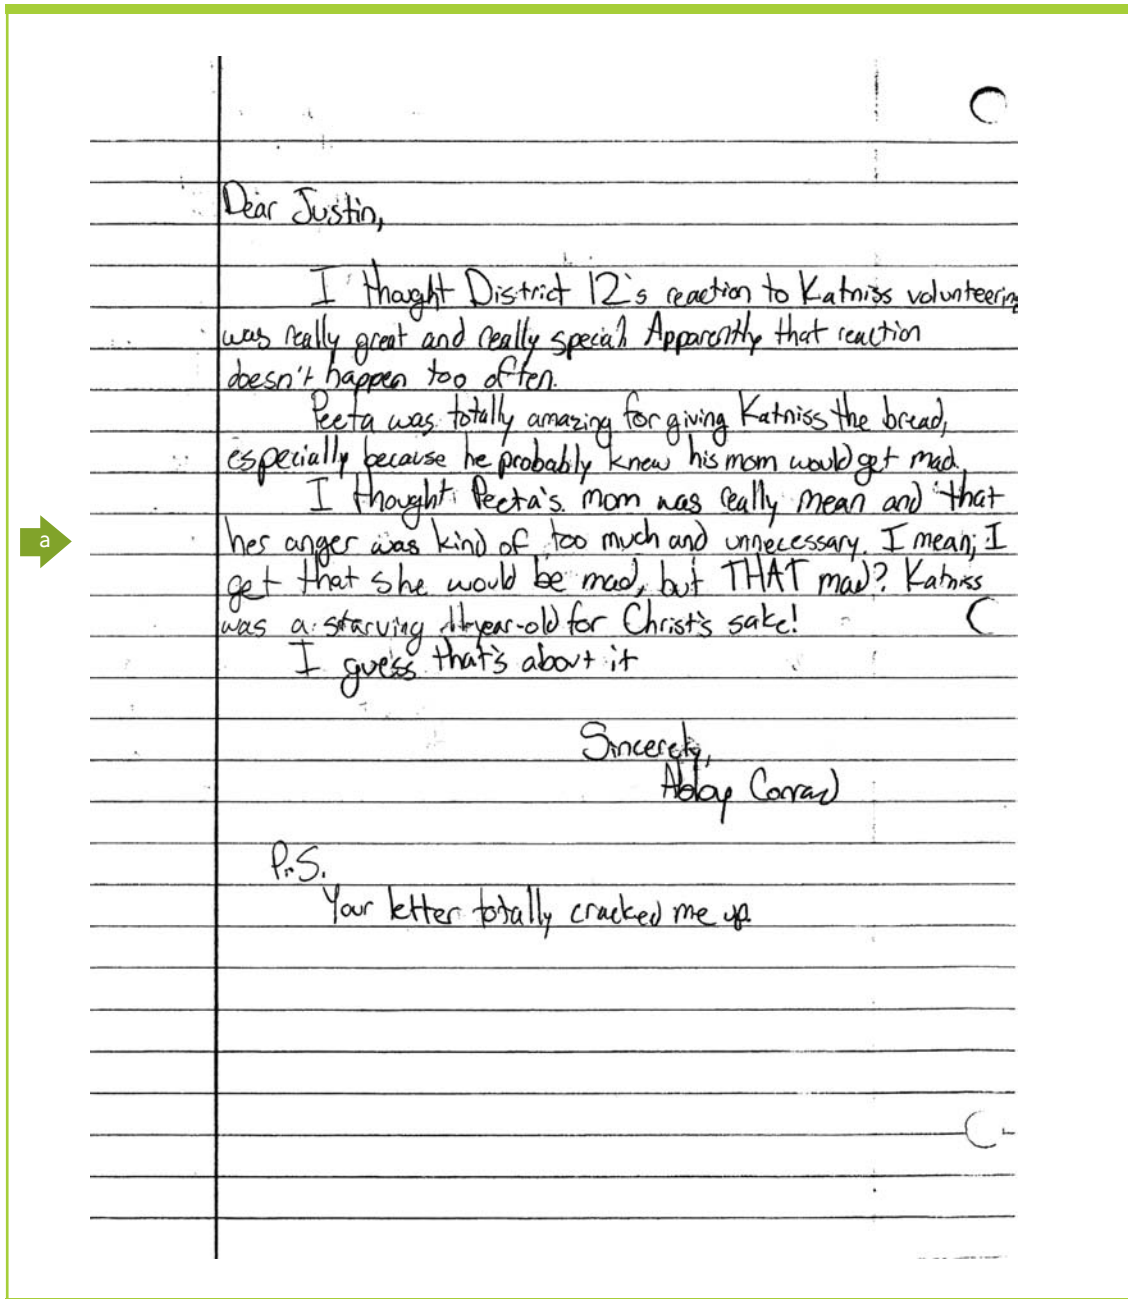 Dear Justin,
I thought District 12's reaction to Katniss volunteering
was really great and really special. Apparently that reaction
doesn't happen too often.
Peeta was totally amazing for giving Katniss the bread,
especially because he probably knew his mom would get mad.
I thought Peeta's mom was really mean and that
a
her anger was kind of too much and unnecessary. I mean, I
get that she would be mad, but THAT mad? Katniss
was a starving 11-year-old for Christ's sake!
I guess that's about it
Sincerely,
Abby Conrad
P.S.
Your letter totally cracked me up.